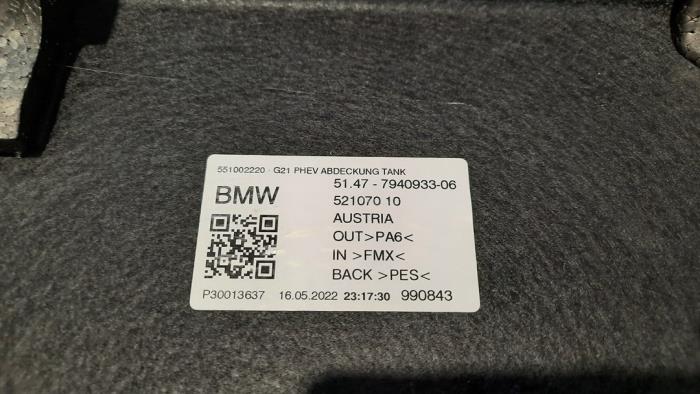 551002220 - G21 PHEV ABDECKUNG TANK
BMW
51.47 - 7940933-06
521070 10
AUSTRIA
OUT>PA6<
IN >FMX<
BACK >PES<
P30013637 16.05.2022 23:17:30 990843